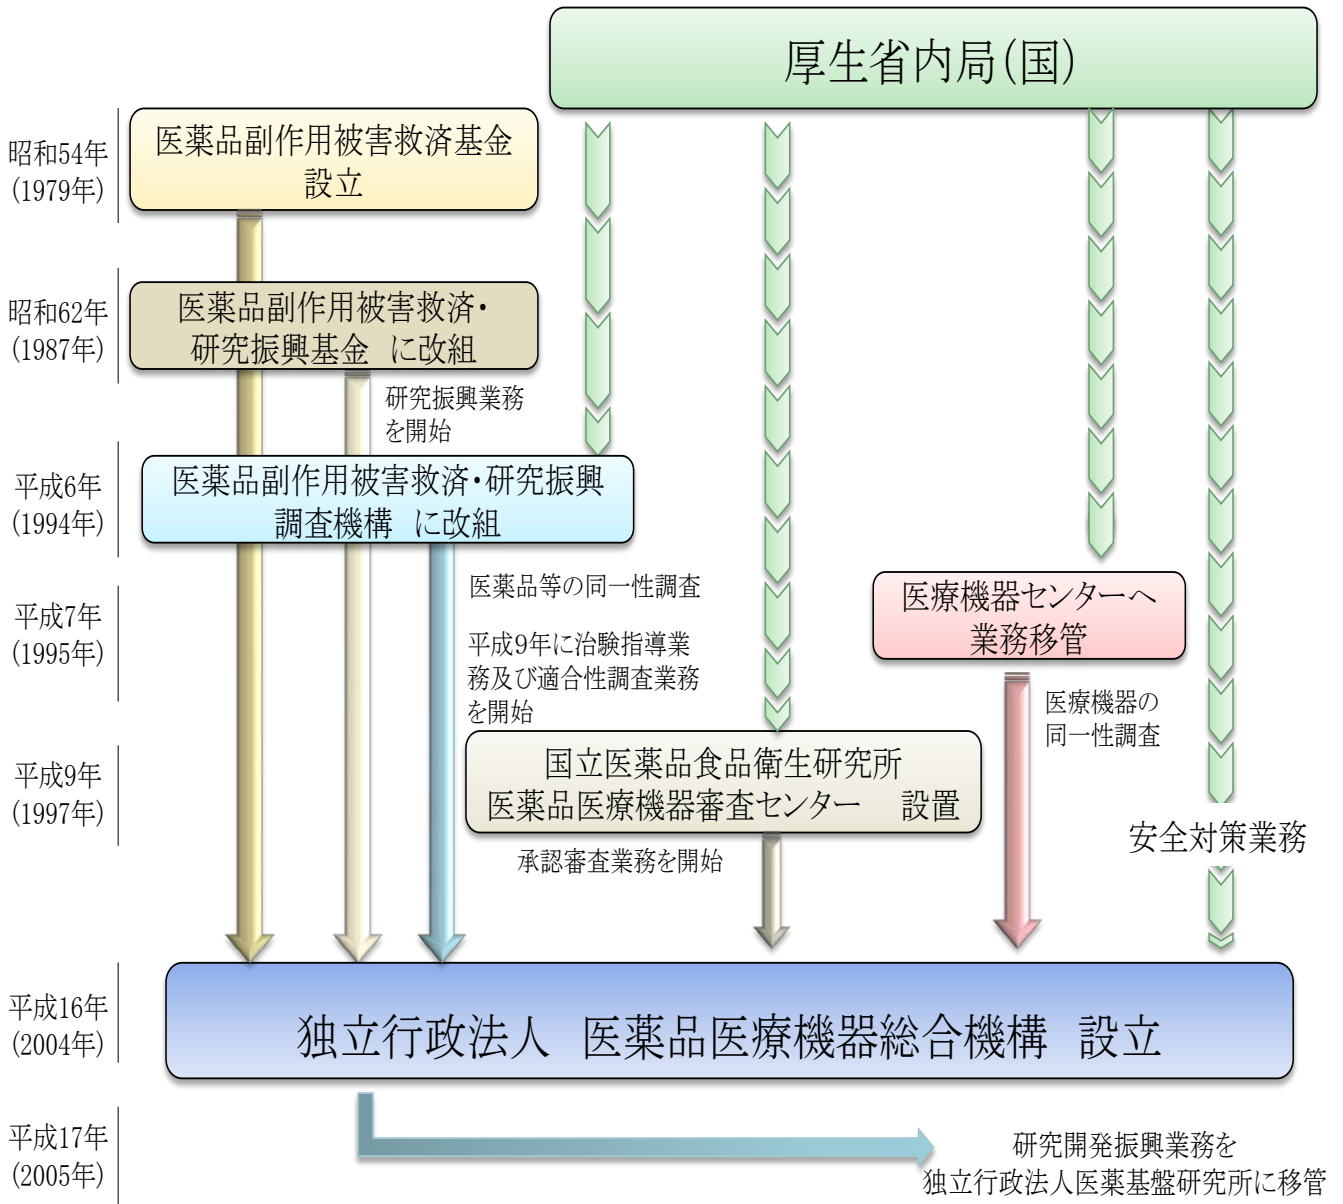 厚生省内局(国)
昭和54年
(1979年)
医薬品副作用被害救済基金
設立
昭和62年
(1987年)
医薬品副作用被害救済・
研究振興基金 に改組
研究振興業務
を開始
平成6年
(1994年)
医薬品副作用被害救済・研究振興
調査機構 に改組
医薬品等の同一性調査
平成7年
(1995年)
医療機器センターへ
業務移管
平成9年に治験指導業
務及び適合性調査業務
を開始
医療機器の
同一性調査
平成9年
(1997年)
国立医薬品食品衛生研究所
医薬品医療機器審査センター 設置
承認審査業務を開始
安全対策業務
平成16年
(2004年)
独立行政法人 医薬品医療機器総合機構 設立
平成17年
(2005年)
研究開発振興業務を
独立行政法人医薬基盤研究所に移管